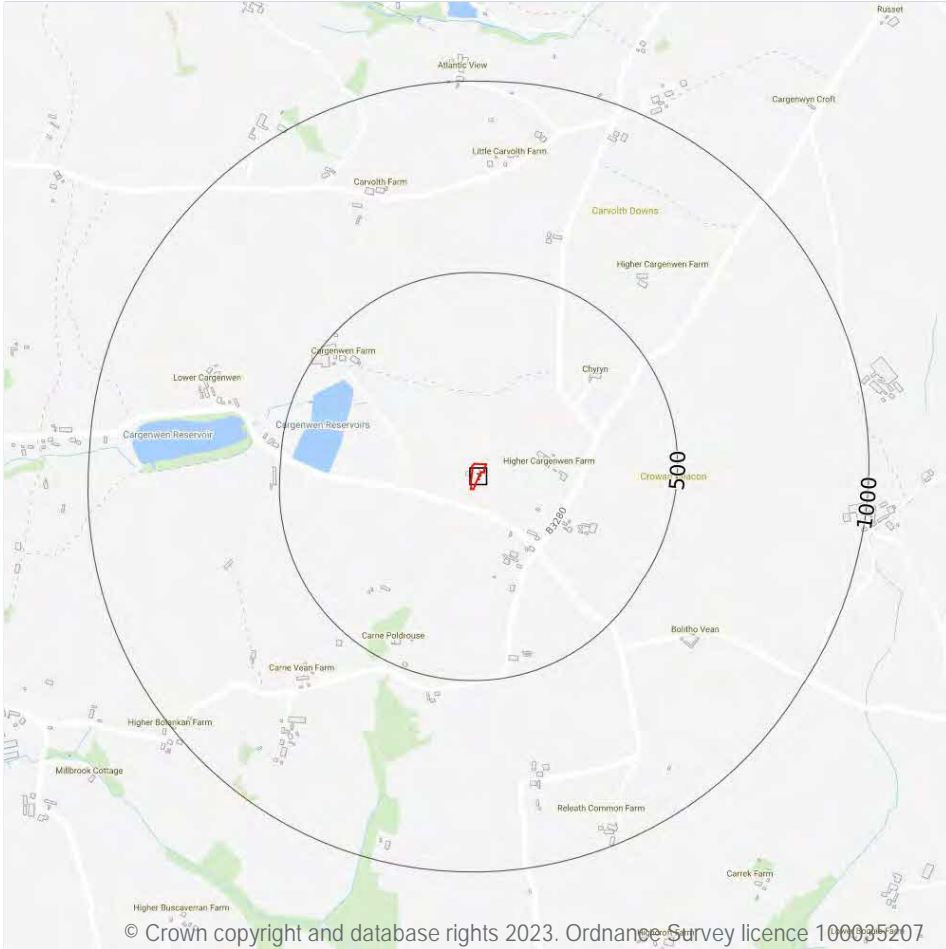 Russet
Atlantic View
Cargenwyn Croft
Little Carvolth Farm
Carvolth Farm
Carvolth Downs
Higher Cargenwen Farm
Cargenwen Farm
Chyryn
Lower Cargenwen
Cargenwen Reservoirs
Cargenwen Reservoir
Higher Cargenwen Farm
500
1000
B3280
Bolitho Vean
Carne Poldrouse
Carne Vean Farm
Higher Bolankan Farm
Millbrook Cottage
Releath Common Farm
Carrek Farm
Higher Buscaverran Farm
© Crown copyright and database rights 2023. Ordnance Survey licence 100022507